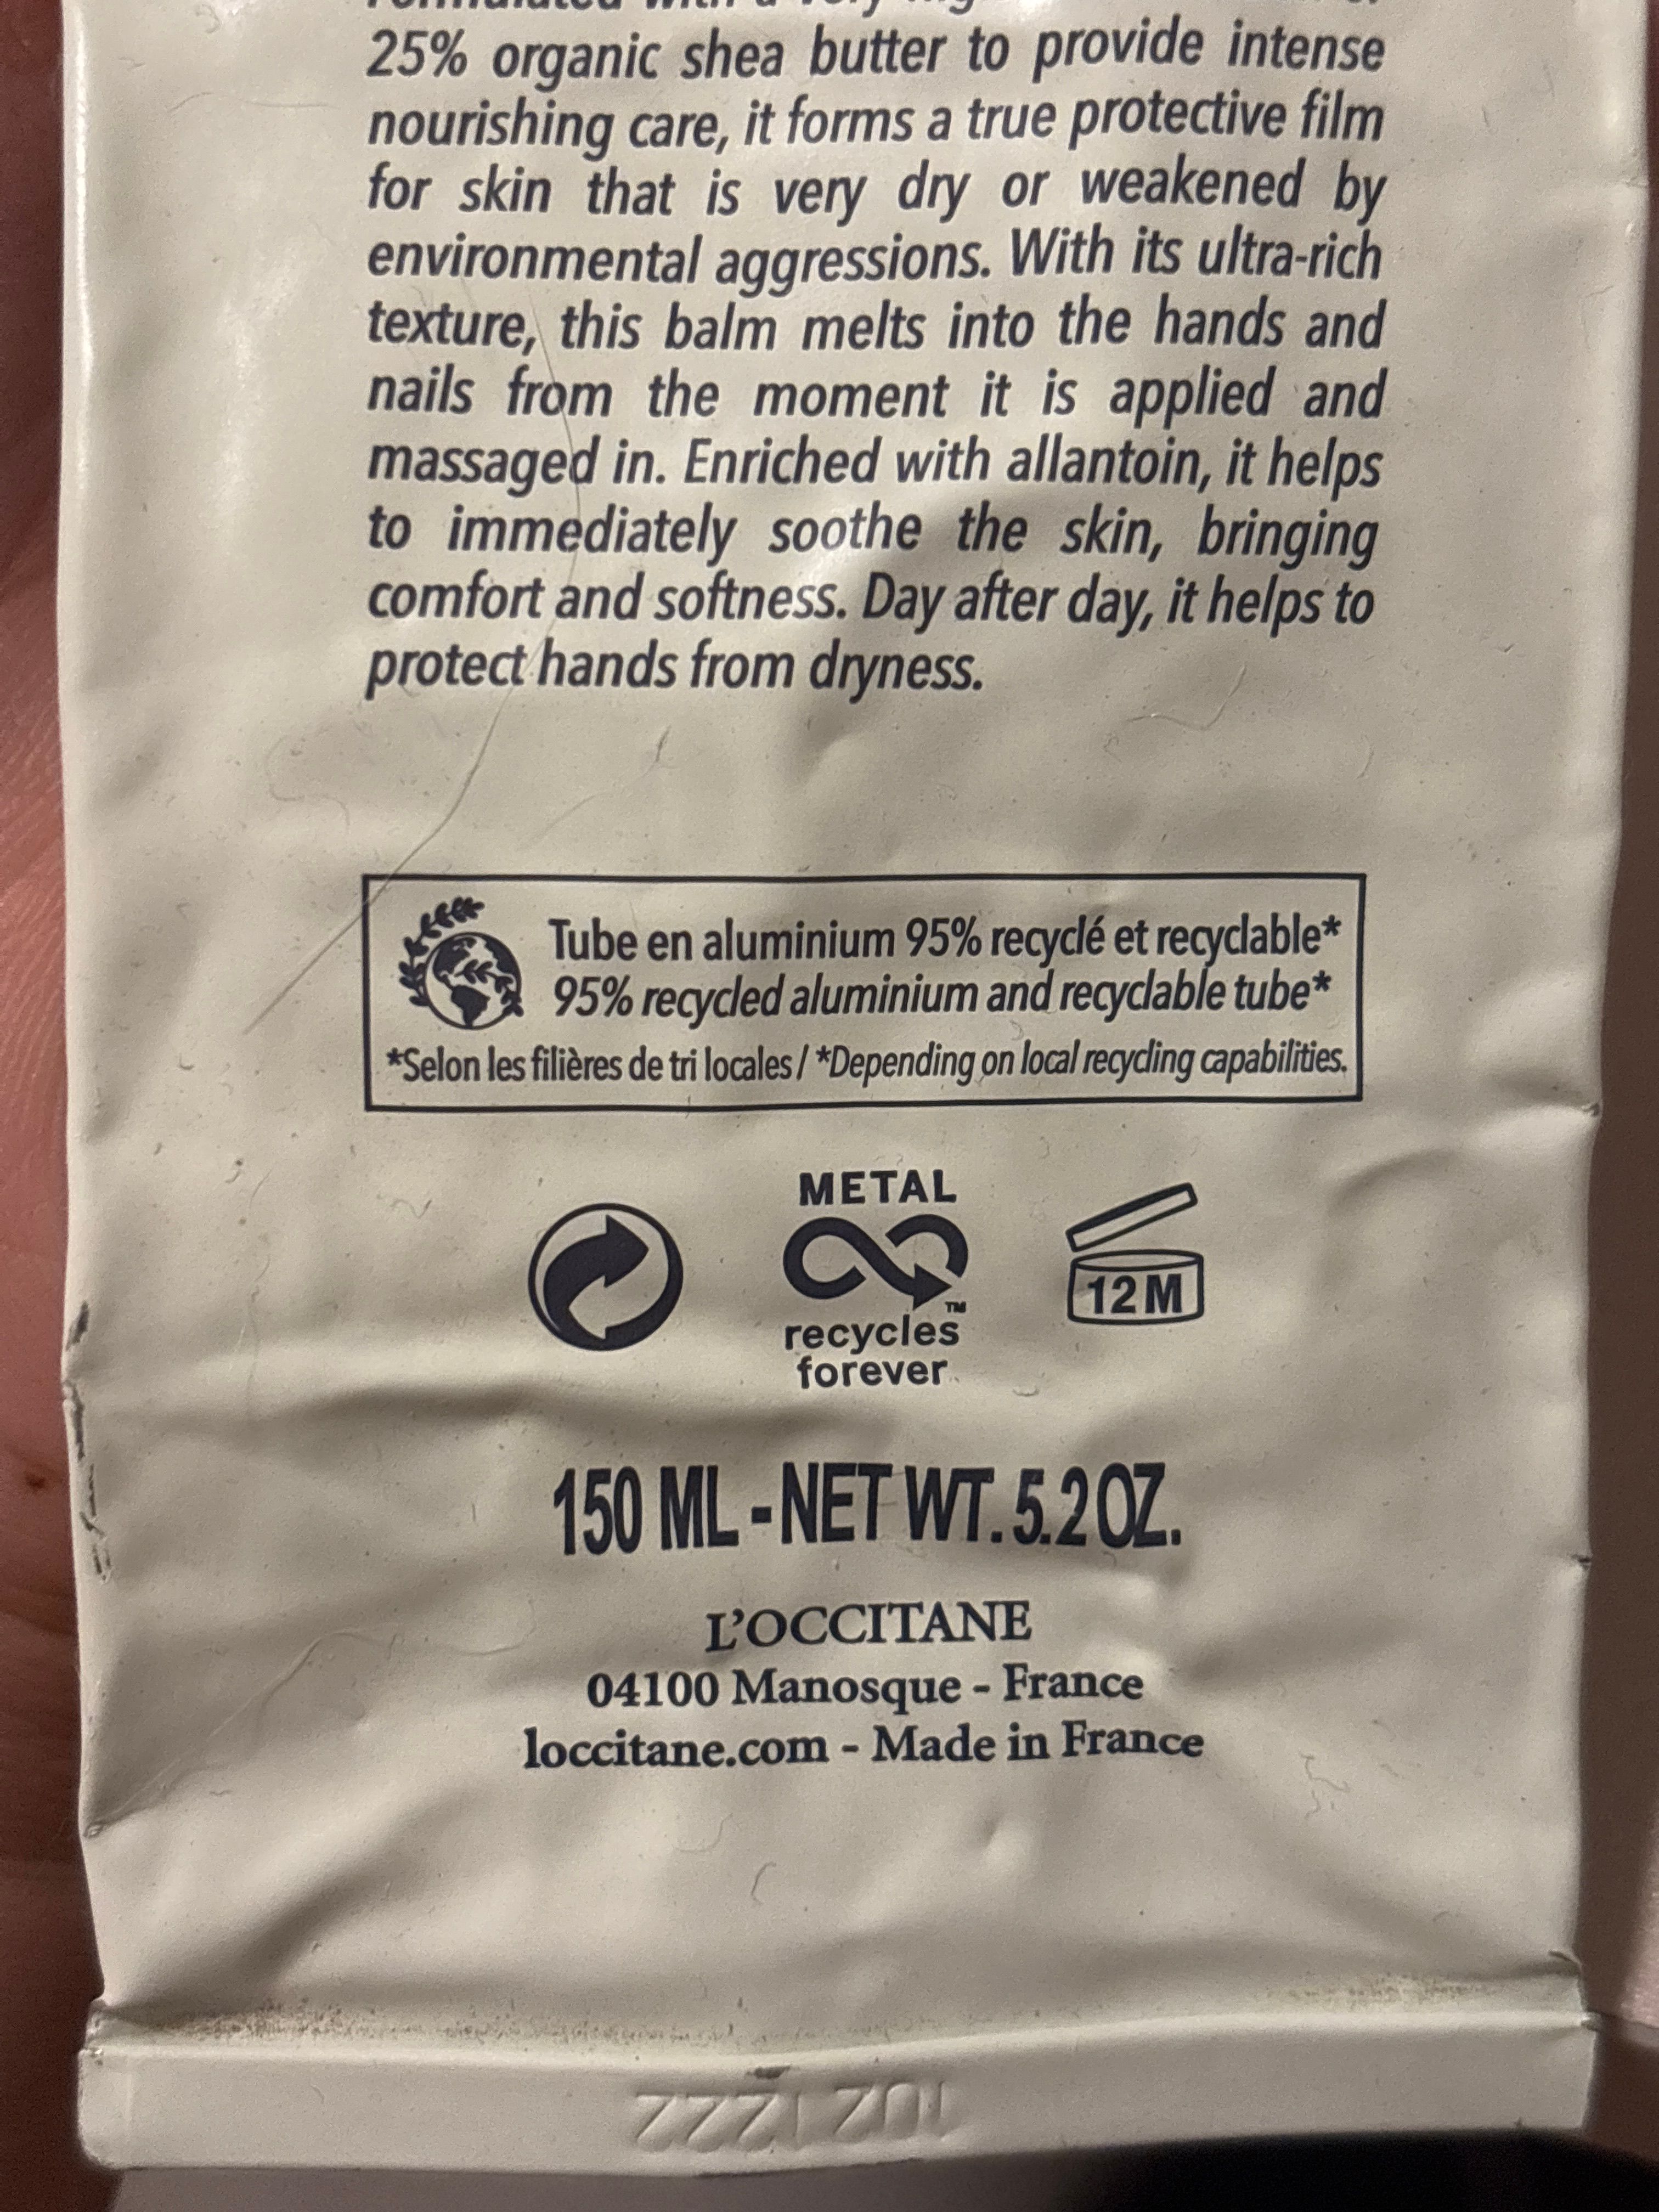 25% organic shea butter to provide intense
nourishing care, it forms a true protective film
for skin that is very dry or weakened by
environmental aggressions. With its ultra-rich
texture, this balm melts into the hands and
nails from the moment it is applied and
massaged in. Enriched with allantoin, it helps
to immediately soothe the skin, bringing
comfort and softness. Day after day, it helps to
protect hands from dryness.
Tube en aluminium 95% recyclé et recyclable*
95% recycled aluminium and recyclable tube*
*Selon les filières de tri locales / *Depending on local recycling capabilities.
METAL
TM
recycles
forever
12 M
150 ML - NET WT. 5.2 OZ.
L'OCCITANE
04100 Manosque - France
loccitane.com - Made in France